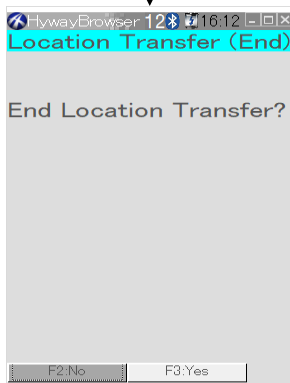 HywayBrowser 12 16:12
Location Transfer (End)
End Location Transfer?
F2:No F3:Yes